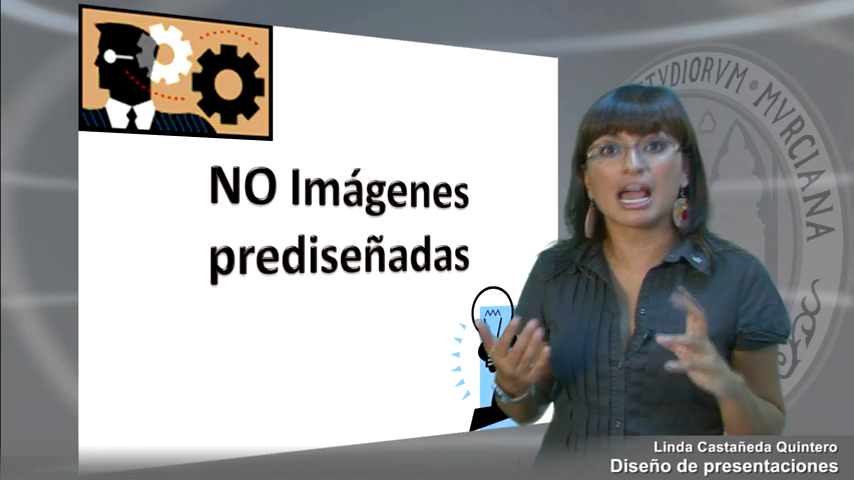 NO Imágenes
prediseñadas
STVDIORVM · MVRCIANA
Linda Castañeda Quintero
Diseño de presentaciones